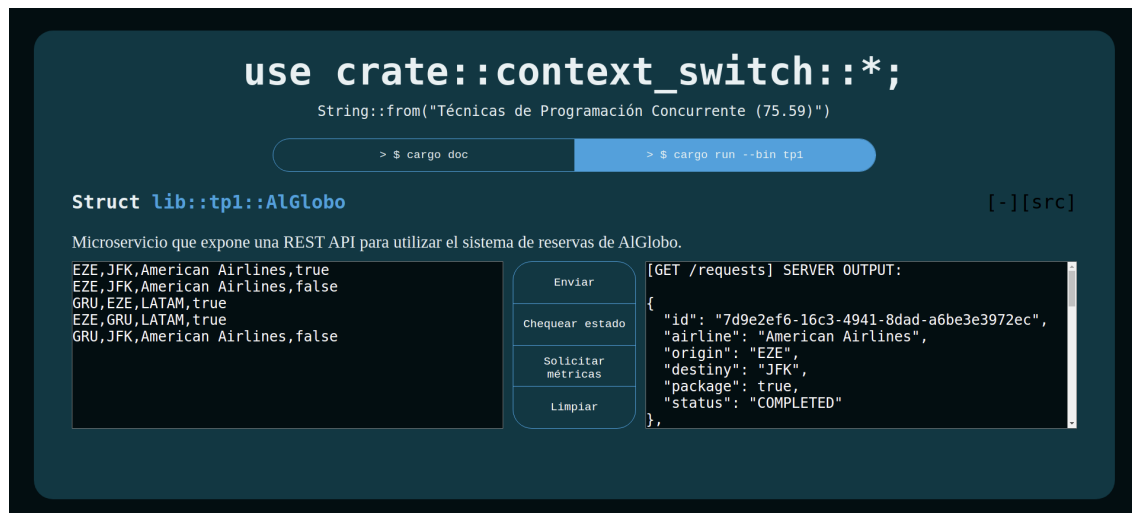 use crate::context_switch::*;
String::from("Técnicas de Programación Concurrente (75.59)")
> $ cargo doc
> $ cargo run --bin tp1
Struct lib::tp1::AlGlobo
[-][src]
Microservicio que expone una REST API para utilizar el sistema de reservas de AlGlobo.
EZE,JFK,American Airlines,true
EZE,JFK,American Airlines,false
GRU,EZE,LATAM,true
EZE,GRU,LATAM,true
GRU,JFK,American Airlines,false
Enviar
Chequear estado
Solicitar
métricas
Limpiar
[GET /requests] SERVER OUTPUT:
{
"id": "7d9e2ef6-16c3-4941-8dad-a6be3e3972ec",
"airline": "American Airlines",
"origin": "EZE",
"destiny": "JFK",
"package": true,
"status": "COMPLETED"
},